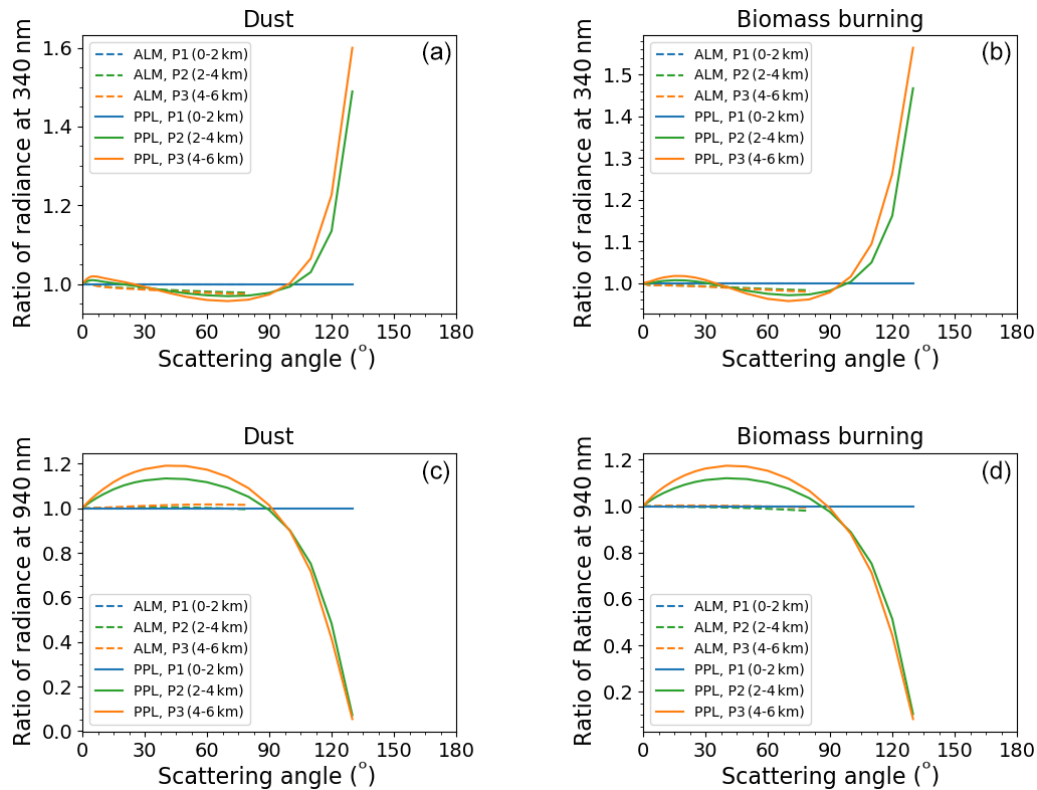 Dust
(a)
Ratio of radiance at 340 nm
1.6
1.4
1.2
1.0
ALM, P1 (0-2 km)
ALM, P2 (2-4 km)
ALM, P3 (4-6 km)
PPL, P1 (0-2 km)
PPL, P2 (2-4 km)
PPL, P3 (4-6 km)
0 30 60 90 120 150 180
Scattering angle (°)
Biomass burning
(b)
Ratio of radiance at 340 nm
1.5
1.4
1.3
1.2
1.1
1.0
ALM, P1 (0-2 km)
ALM, P2 (2-4 km)
ALM, P3 (4-6 km)
PPL, P1 (0-2 km)
PPL, P2 (2-4 km)
PPL, P3 (4-6 km)
0 30 60 90 120 150 180
Scattering angle (°)
Dust
(c)
Ratio of radiance at 940 nm
1.2
1.0
0.8
0.6
0.4
0.2
0.0
ALM, P1 (0-2 km)
ALM, P2 (2-4 km)
ALM, P3 (4-6 km)
PPL, P1 (0-2 km)
PPL, P2 (2-4 km)
PPL, P3 (4-6 km)
0 30 60 90 120 150 180
Scattering angle (°)
Biomass burning
(d)
Ratio of Ratiance at 940 nm
1.2
1.0
0.8
0.6
0.4
0.2
ALM, P1 (0-2 km)
ALM, P2 (2-4 km)
ALM, P3 (4-6 km)
PPL, P1 (0-2 km)
PPL, P2 (2-4 km)
PPL, P3 (4-6 km)
0 30 60 90 120 150 180
Scattering angle (°)